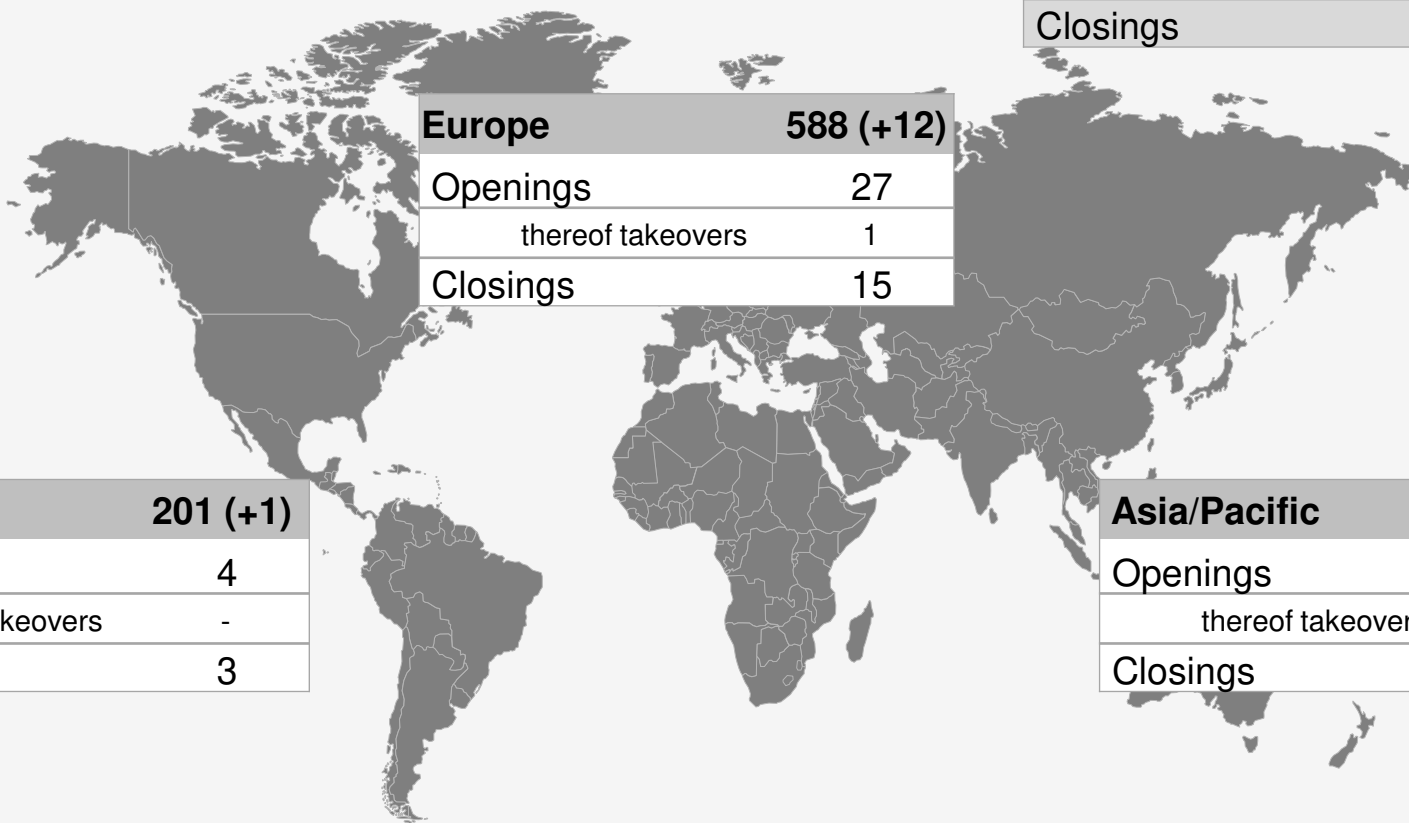 Closings
Europe 588 (+12)
Openings 27
thereof takeovers 1
Closings 15
201 (+1)
4
keovers -
3
Asia/Pacific
Openings
thereof takeover
Closings